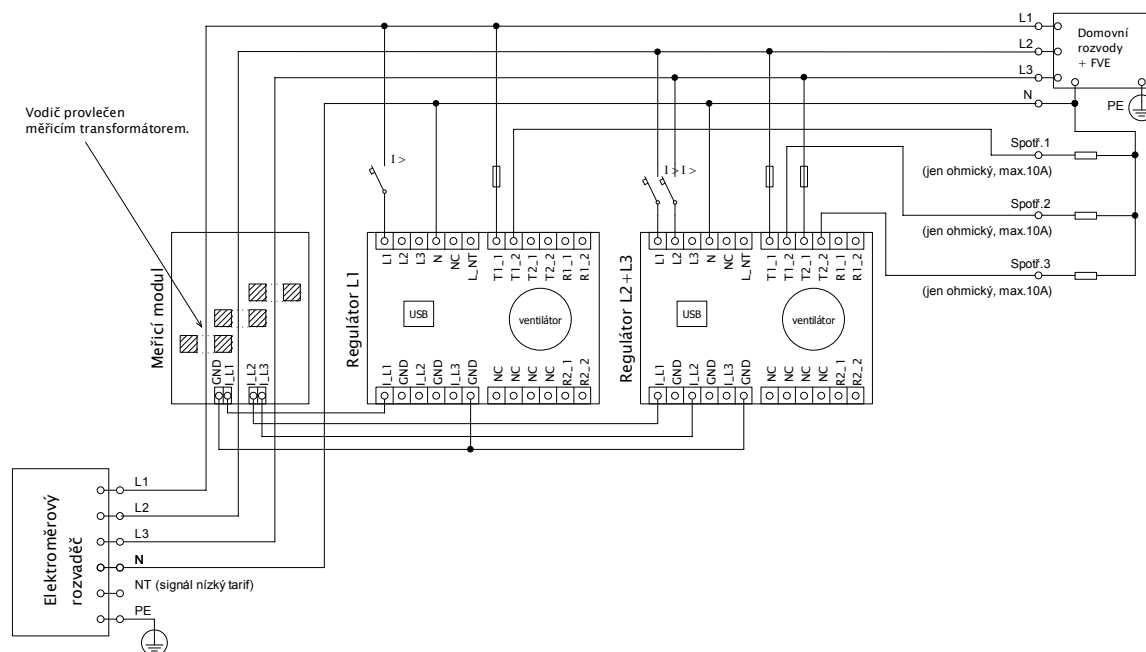 L1
L2
L3
N
Domovní
rozvody
+ FVE
PE
Vodič provlečen
měřicím transformátorem.
I >
I >
I >
Spotř.1
(jen ohmický, max.10A)
Spotř.2
(jen ohmický, max.10A)
Spotř.3
(jen ohmický, max.10A)
Měřicí modul
GND
I_L1
I_L2
I_L3
Regulátor L1
L1
L2
L3
N
NC
L_NT
T1_1
T1_2
T2_1
T2_2
R1_1
R1_2
USB
ventilátor
I_L1
GND
I_L2
GND
I_L3
GND
NC
NC
NC
NC
R2_1
R2_2
Regulátor L2+L3
L1
L2
L3
N
NC
L_NT
T1_1
T1_2
T2_1
T2_2
R1_1
R1_2
USB
ventilátor
I_L1
GND
I_L2
GND
I_L3
GND
NC
NC
NC
NC
R2_1
R2_2
Elektroměrový
rozvaděč
L1
L2
L3
N
NT (signál nízký tarif)
PE